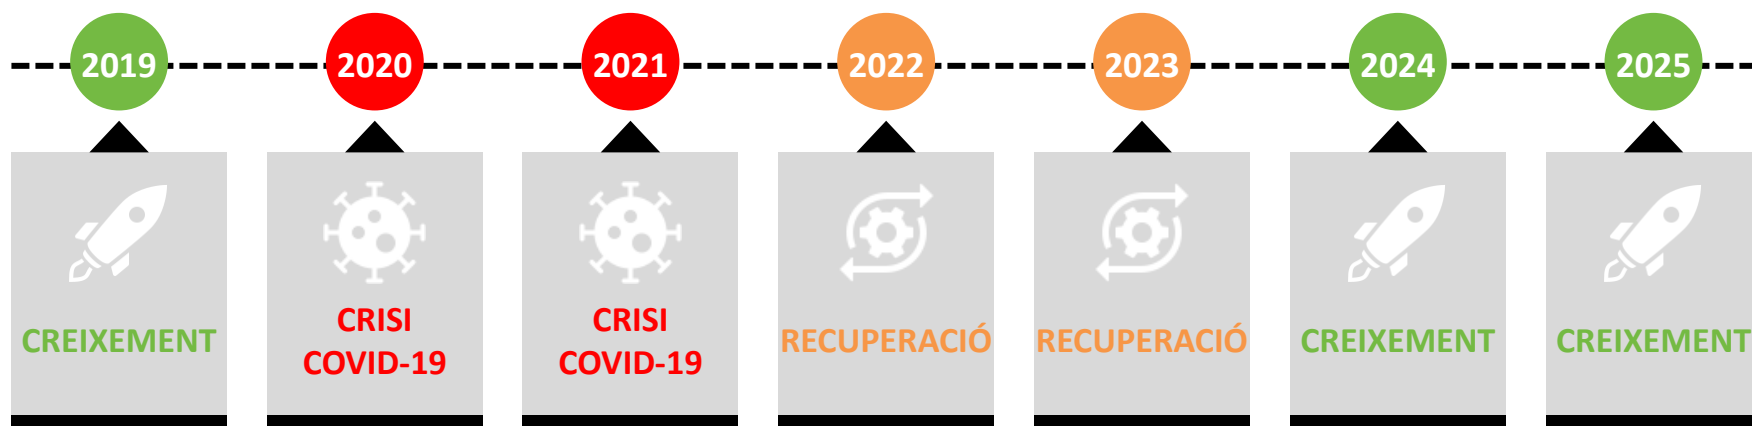 2019
2020
2021
2022
2023
2024
2025
CREIXEMENT
CRISI
COVID-19
CRISI
COVID-19
RECUPERACIÓ
RECUPERACIÓ
CREIXEMENT
CREIXEMENT